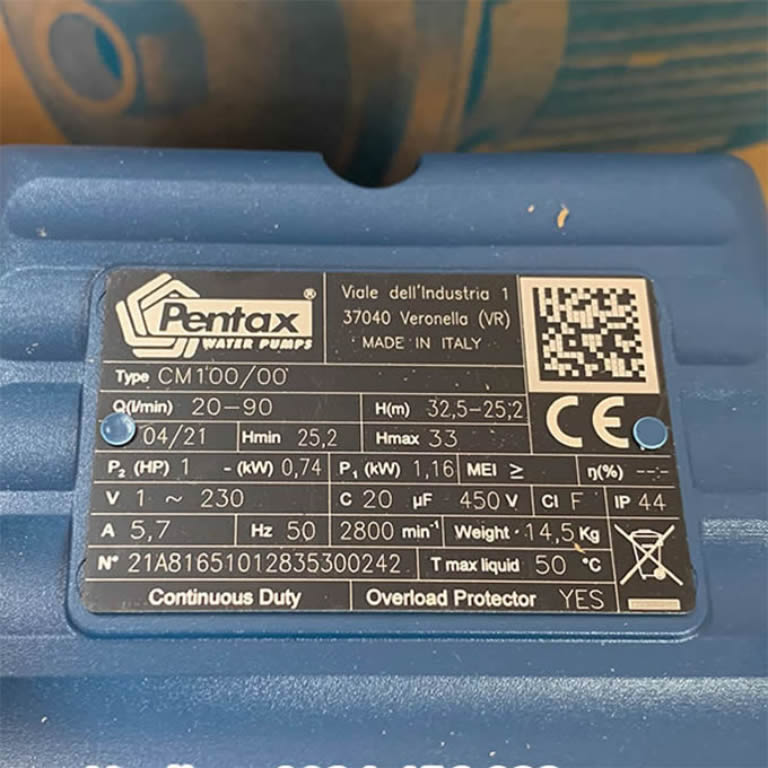 Pentax®
WATER PUMPS
Viale dell'Industria 1
37040 Veronella (VR)
MADE IN ITALY
Type CM100/00
Q(l/min) 20-90 H(m) 32,5-25,2
04/21 Hmin 25,2 Hmax 33
CE
P₂ (HP) 1 - (kW) 0,74 P₁ (kW) 1,16 MEI ≥ η(%) --.-
V 1 ~ 230 C 20 µF 450 V Cl F IP 44
A 5,7 Hz 50 2800 min⁻¹ Weight 14,5 Kg
N° 21A81651012835300242 T max liquid 50 °C
Continuous Duty Overload Protector YES